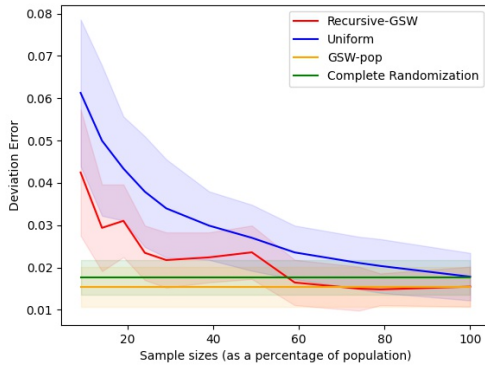 0.08
0.07
0.06
0.05
0.04
0.03
0.02
0.01
Deviation Error
Recursive-GSW
Uniform
GSW-pop
Complete Randomization
20
40
60
80
100
Sample sizes (as a percentage of population)